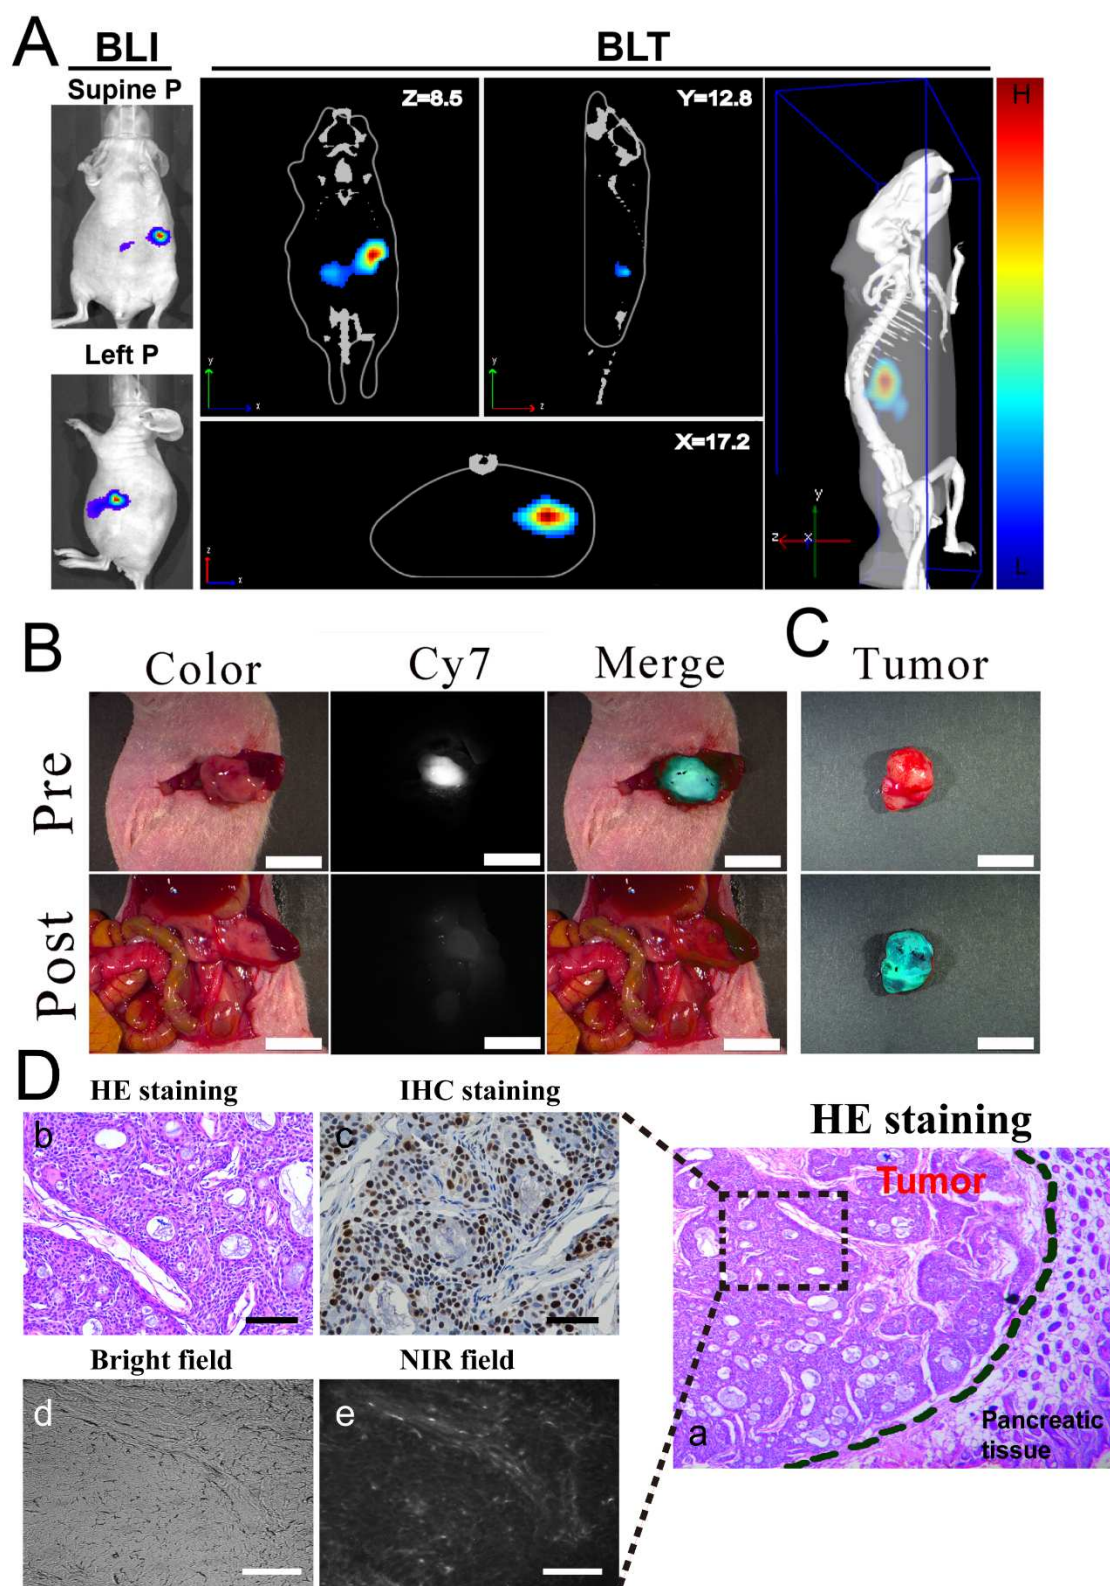 A
BLI
BLT
Supine P
Left P
Z=8.5
Y=12.8
X=17.2
y
x
y
z
z
x
y
z
x
H
L
B
Color
Cy7
Merge
Pre
Post
C
Tumor
D
HE staining
IHC staining
b
c
Bright field
NIR field
d
e
HE staining
Tumor
Pancreatic
tissue
a